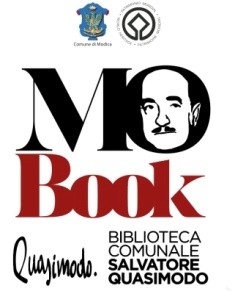 Comune di Modica
MO
Book
Quasimodo.
BIBLIOTECA
COMUNALE
SALVATORE
QUASIMODO